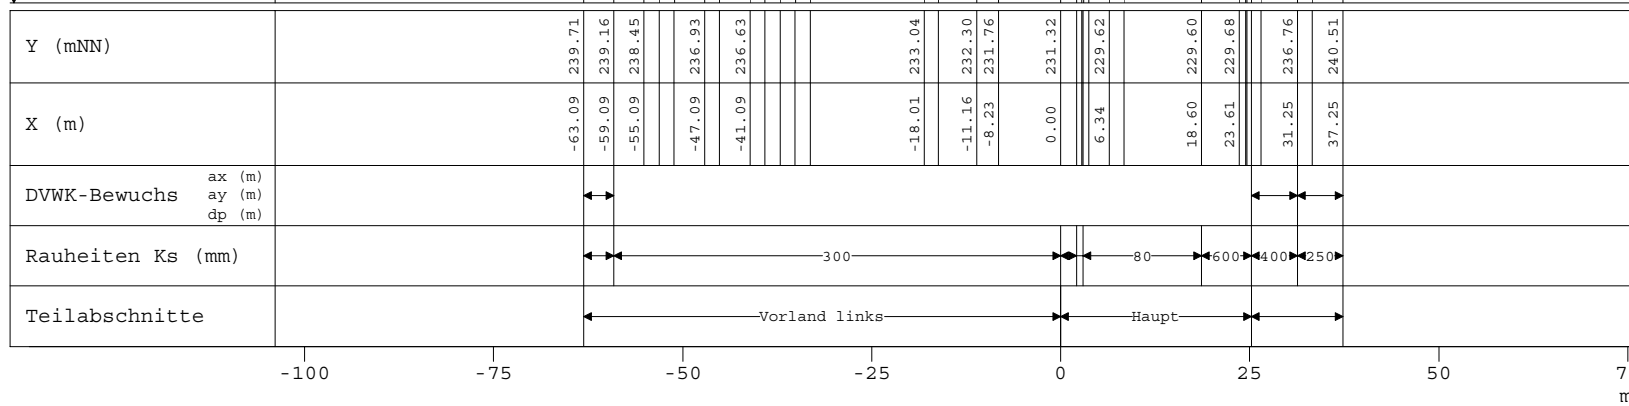 Y (mNN) 239.71 239.16 238.45 236.93 236.63 233.04 232.30 231.76 231.32 229.62 229.60 229.68 236.76 240.51
X (m) -63.09 -59.09 -55.09 -47.09 -41.09 -18.01 -11.16 -8.23 0.00 6.34 18.60 23.61 31.25 37.25
ax (m)
DVWK-Bewuchs ay (m)
dp (m)
Rauheiten Ks (mm) 300 80 600 400 250
Teilabschnitte Vorland links Haupt
-100 -75 -50 -25 0 25 50 7
m